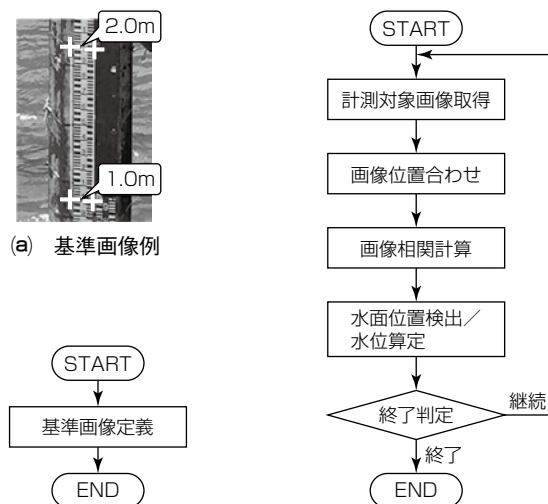 2.0m
1.0m
(a) 基準画像例
START
基準画像定義
END
START
計測対象画像取得
画像位置合わせ
画像相関計算
水面位置検出／
水位算定
終了判定
継続
終了
END